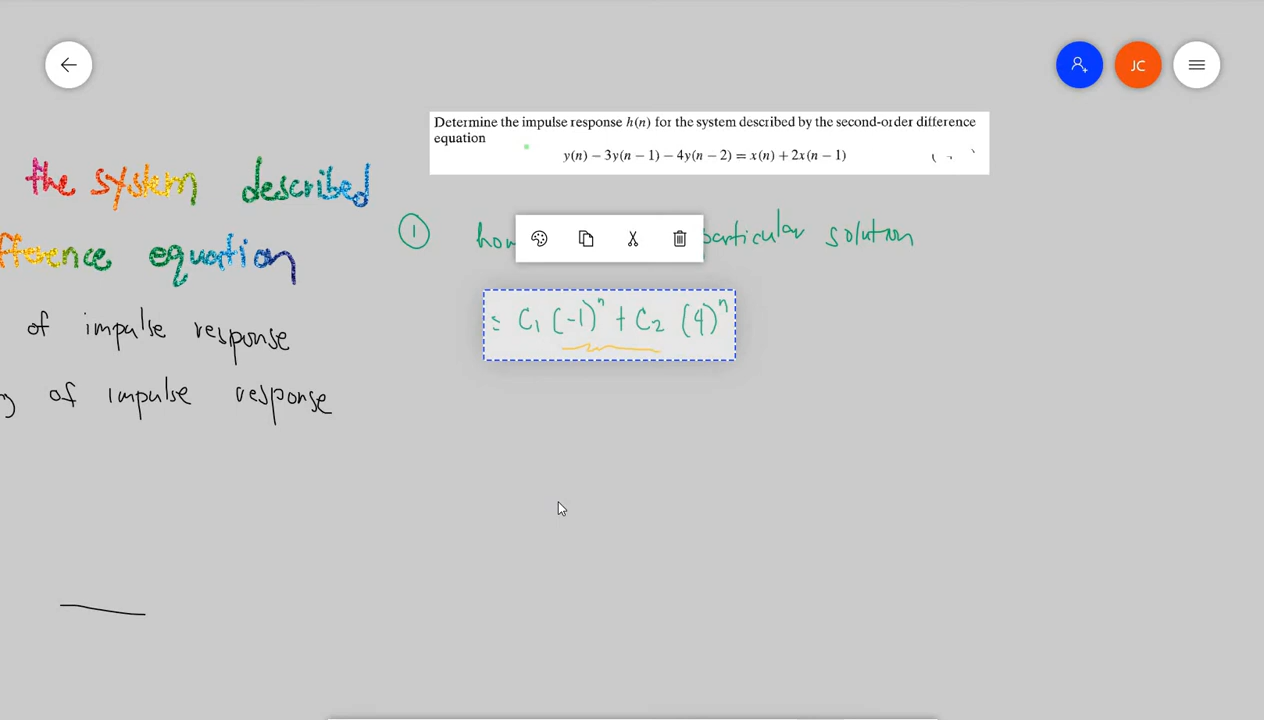 JC
Determine the impulse response h(n) for the system described by the second-order difference
equation
y(n) − 3y(n − 1) − 4y(n − 2) = x(n) + 2x(n − 1)
the system described
fference equation
of impulse response
of impulse response
① particular solution
= C₁ (-1)ⁿ + C₂ (4)ⁿ